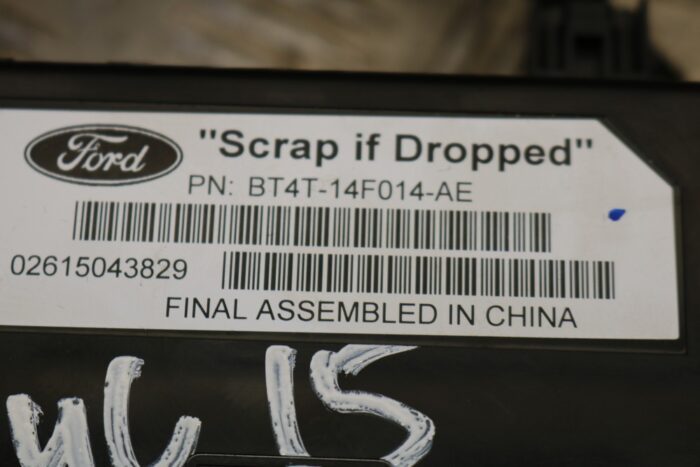 Ford
"Scrap if Dropped"
PN: BT4T-14F014-AE
02615043829
FINAL ASSEMBLED IN CHINA
15